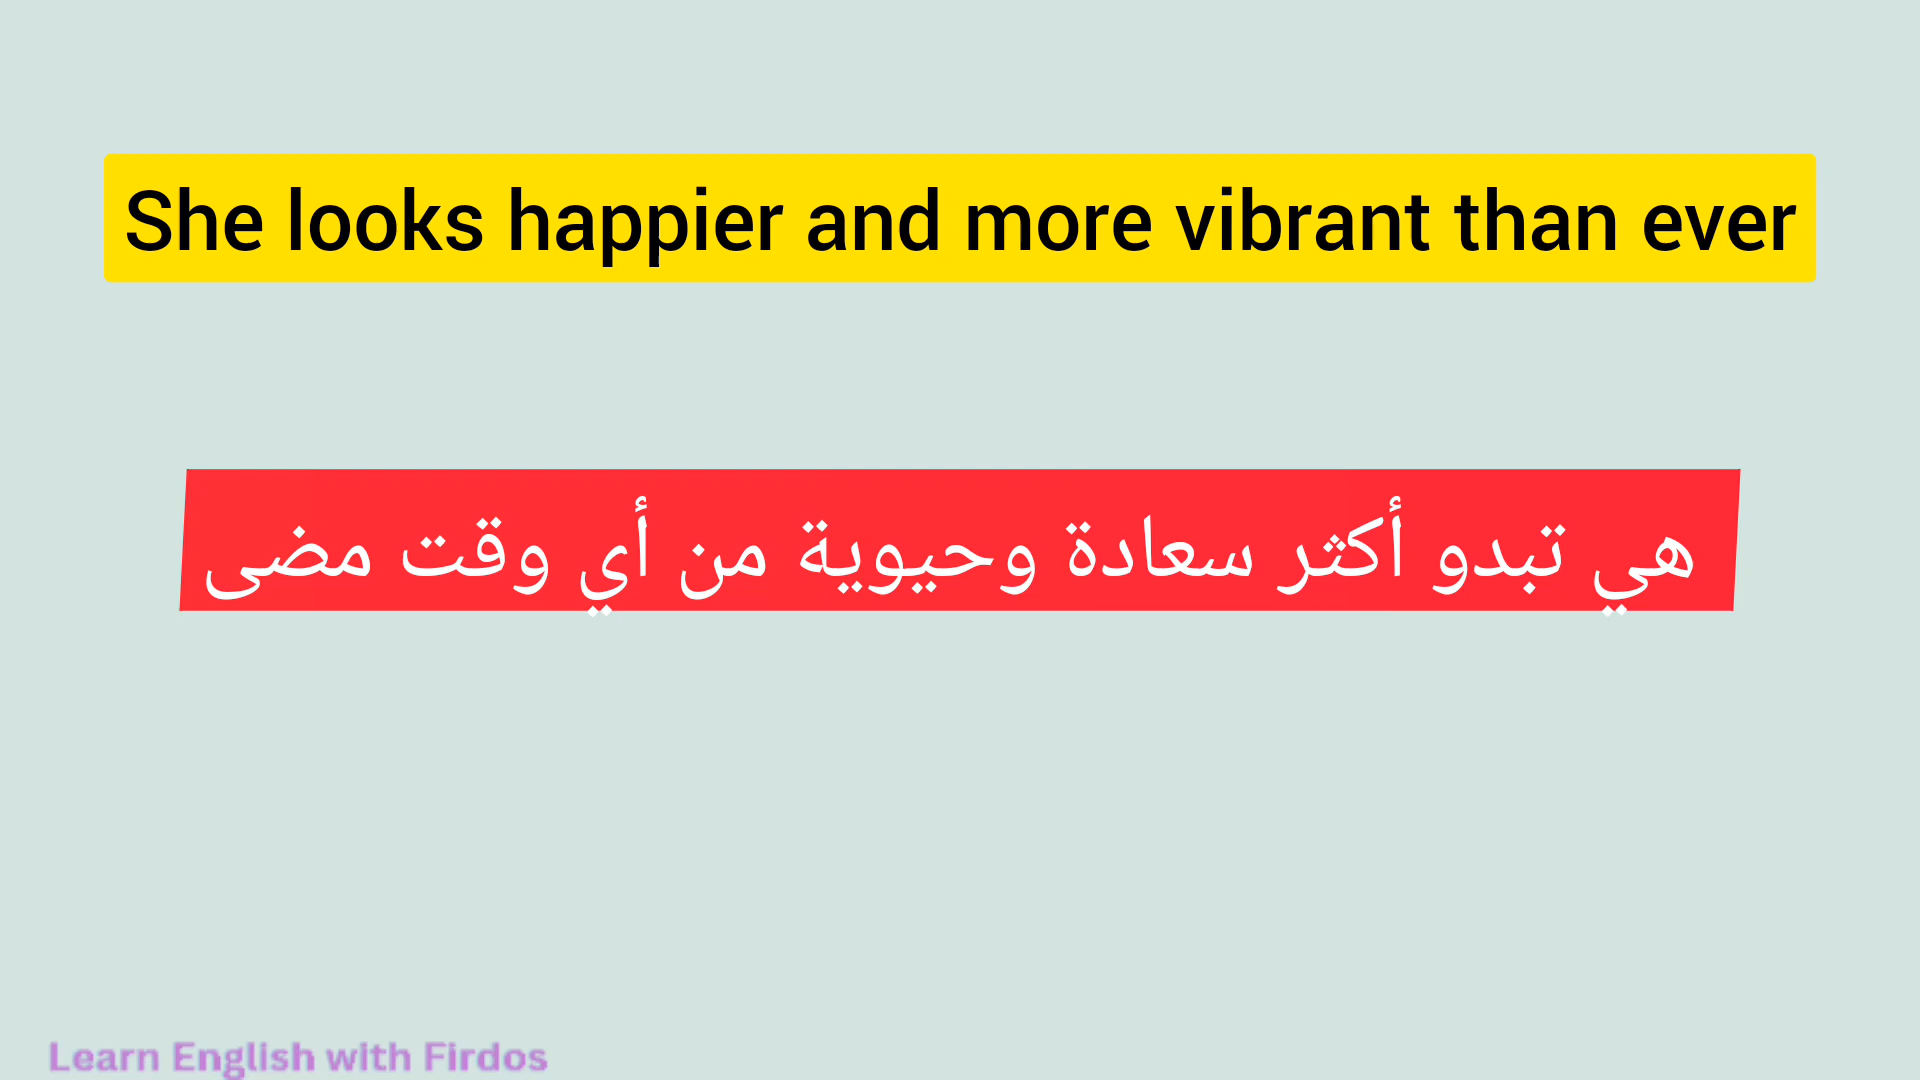 She looks happier and more vibrant than ever
هي تبدو أكثر سعادة وحيوية من أي وقت مضى
Learn English with Firdos